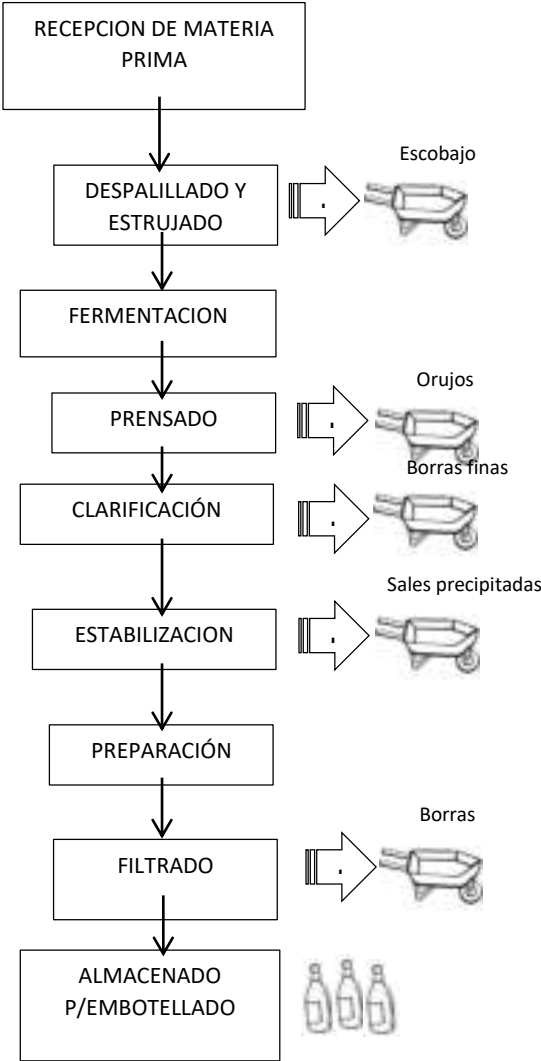 RECEPCION DE MATERIA
PRIMA
Escobajo
DESPALILLADO Y
ESTRUJADO
FERMENTACION
Orujos
PRENSADO
Borras finas
CLARIFICACIÓN
Sales precipitadas
ESTABILIZACION
PREPARACIÓN
Borras
FILTRADO
ALMACENADO
P/EMBOTELLADO